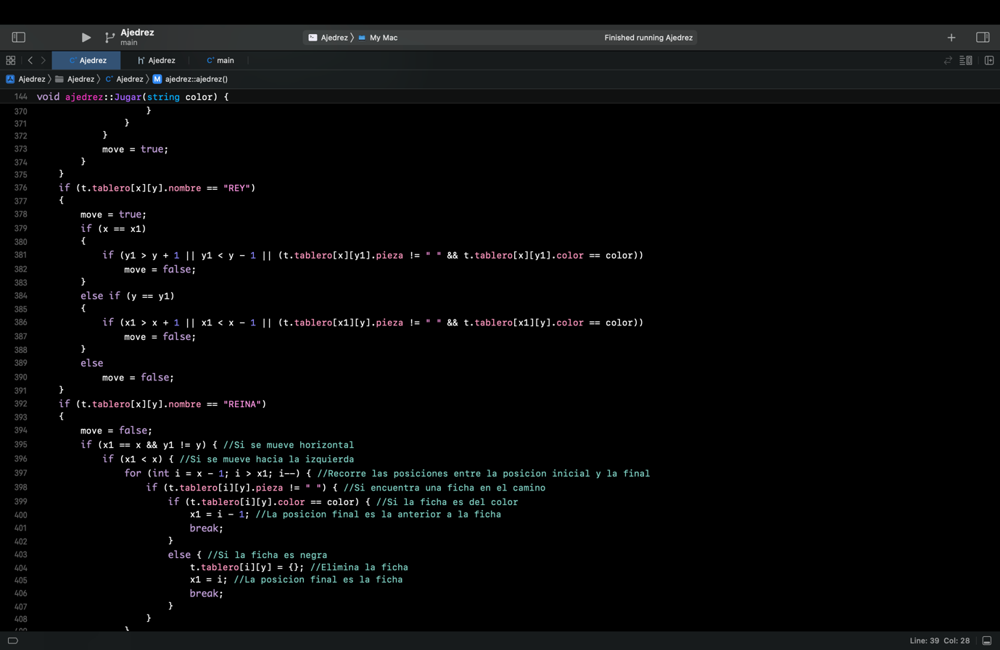 Ajedrez
main
Ajedrez 〉 My Mac
Finished running Ajedrez
Ajedrez
Ajedrez
main
Ajedrez 〉 Ajedrez 〉 Ajedrez 〉 M ajedrez::ajedrez()
144 void ajedrez::Jugar(string color) {
370 }
371 }
372 }
373 move = true;
374 }
375 }
376 if (t.tablero[x][y].nombre == "REY")
377 {
378 move = true;
379 if (x == x1)
380 {
381 if (y1 > y + 1 || y1 < y - 1 || (t.tablero[x][y1].pieza != " " && t.tablero[x][y1].color == color))
382 move = false;
383 }
384 else if (y == y1)
385 {
386 if (x1 > x + 1 || x1 < x - 1 || (t.tablero[x1][y].pieza != " " && t.tablero[x1][y].color == color))
387 move = false;
388 }
389 else
390 move = false;
391 }
392 if (t.tablero[x][y].nombre == "REINA")
393 {
394 move = false;
395 if (x1 == x && y1 != y) { //Si se mueve horizontal
396 if (x1 < x) { //Si se mueve hacia la izquierda
397 for (int i = x - 1; i > x1; i--) { //Recorre las posiciones entre la posicion inicial y la final
398 if (t.tablero[i][y].pieza != " ") { //Si encuentra una ficha en el camino
399 if (t.tablero[i][y].color == color) { //Si la ficha es del color
400 x1 = i - 1; //La posicion final es la anterior a la ficha
401 break;
402 }
403 else { //Si la ficha es negra
404 t.tablero[i][y] = {}; //Elimina la ficha
405 x1 = i; //La posicion final es la ficha
406 break;
407 }
408 }
409 }
Line: 39 Col: 28